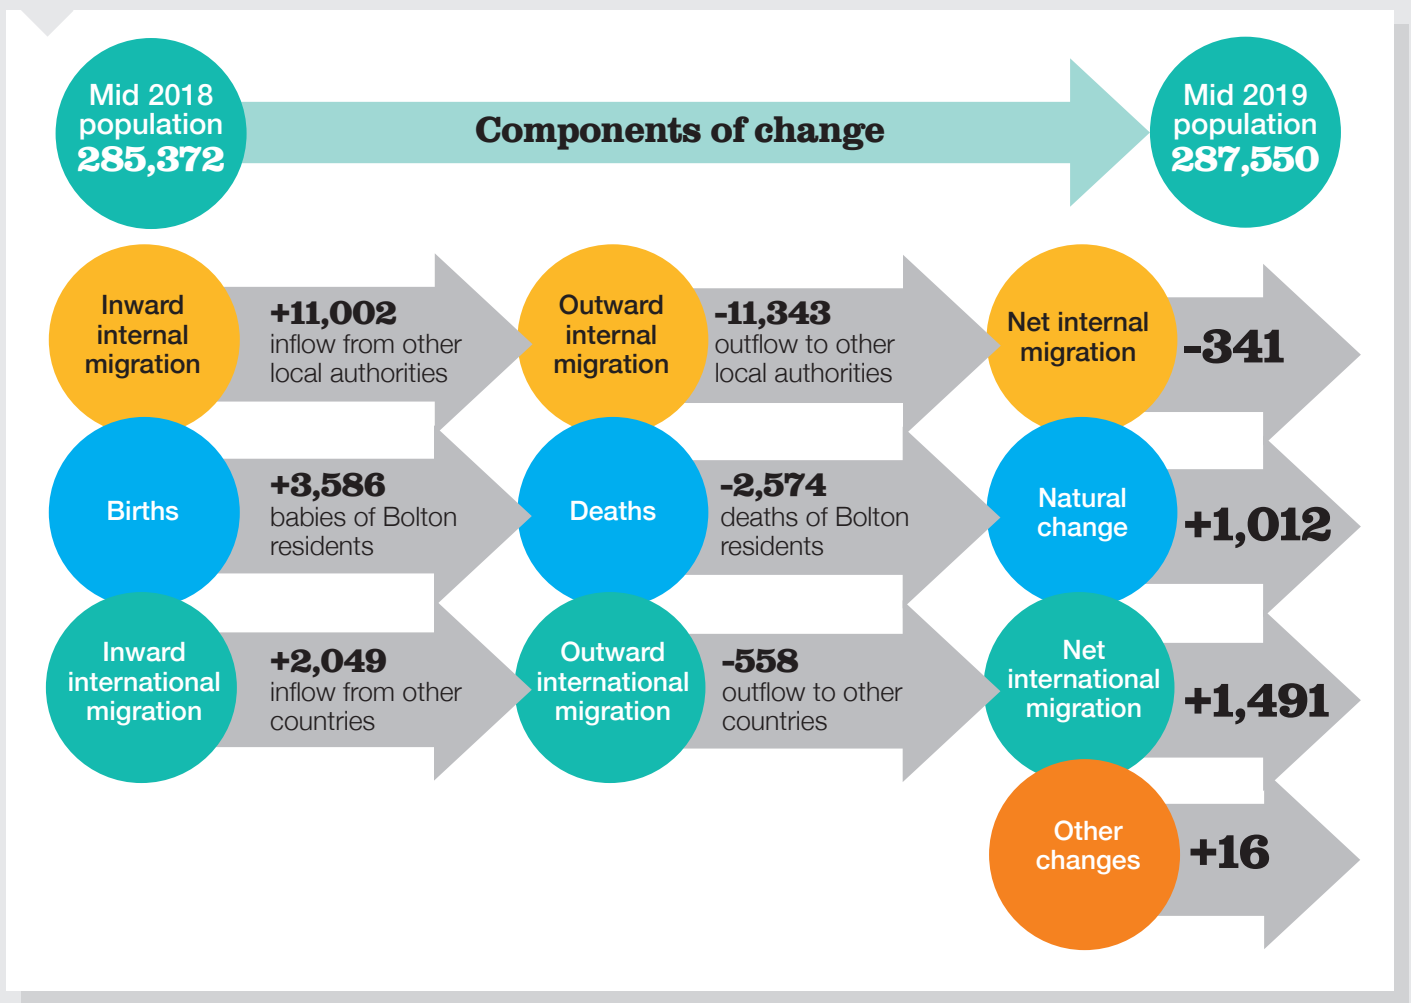 Mid 2018
population
285,372
Components of change
Mid 2019
population
287,550
Inward
internal
migration
+11,002
inflow from other
local authorities
Outward
internal
migration
-11,343
outflow to other
local authorities
Net internal
migration
-341
Births
+3,586
babies of Bolton
residents
Deaths
-2,574
deaths of Bolton
residents
Natural
change
+1,012
Inward
international
migration
+2,049
inflow from other
countries
Outward
international
migration
-558
outflow to other
countries
Net
international
migration
+1,491
Other
changes
+16